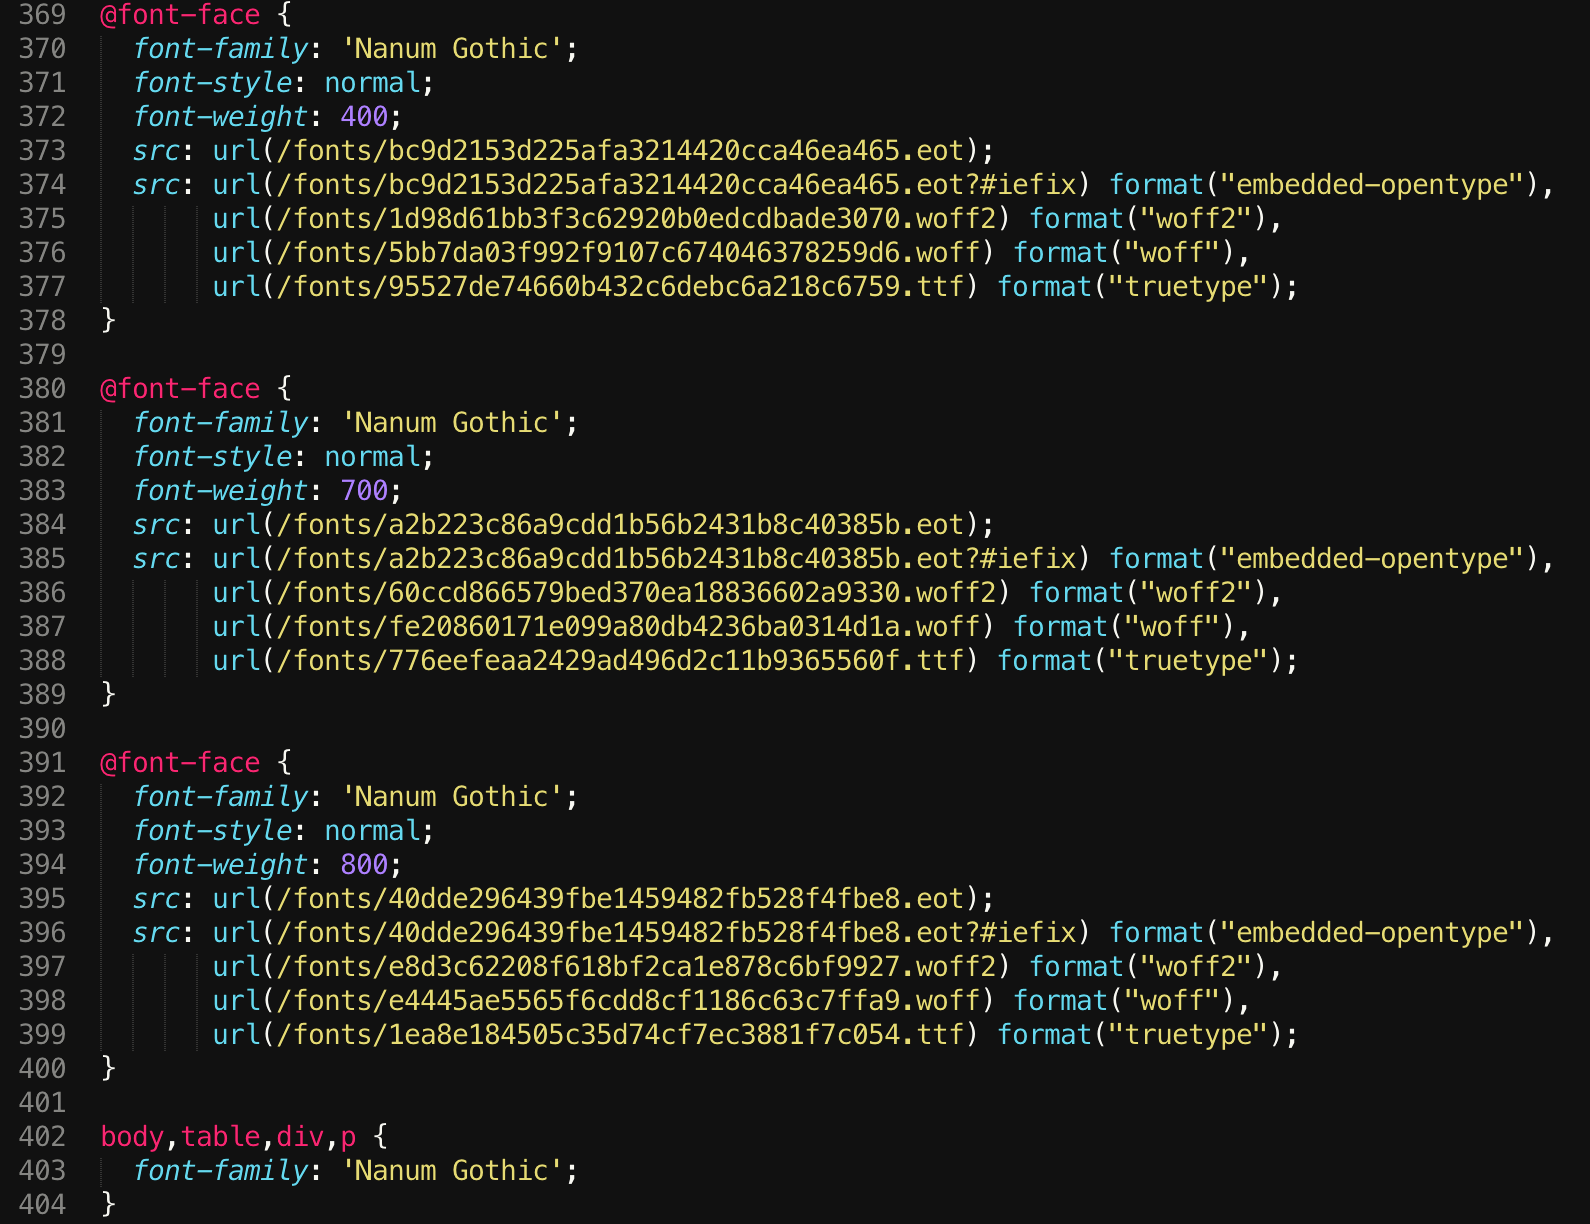 369 @font-face {
370   font-family: 'Nanum Gothic';
371   font-style: normal;
372   font-weight: 400;
373   src: url(/fonts/bc9d2153d225afa3214420cca46ea465.eot);
374   src: url(/fonts/bc9d2153d225afa3214420cca46ea465.eot?#iefix) format("embedded-opentype"),
375        url(/fonts/1d98d61bb3f3c62920b0edcdbade3070.woff2) format("woff2"),
376        url(/fonts/5bb7da03f992f9107c674046378259d6.woff) format("woff"),
377        url(/fonts/95527de74660b432c6debc6a218c6759.ttf) format("truetype");
378 }
379
380 @font-face {
381   font-family: 'Nanum Gothic';
382   font-style: normal;
383   font-weight: 700;
384   src: url(/fonts/a2b223c86a9cdd1b56b2431b8c40385b.eot);
385   src: url(/fonts/a2b223c86a9cdd1b56b2431b8c40385b.eot?#iefix) format("embedded-opentype"),
386        url(/fonts/60ccd866579bed370ea18836602a9330.woff2) format("woff2"),
387        url(/fonts/fe20860171e099a80db4236ba0314d1a.woff) format("woff"),
388        url(/fonts/776eefeaa2429ad496d2c11b9365560f.ttf) format("truetype");
389 }
390
391 @font-face {
392   font-family: 'Nanum Gothic';
393   font-style: normal;
394   font-weight: 800;
395   src: url(/fonts/40dde296439fbe1459482fb528f4fbe8.eot);
396   src: url(/fonts/40dde296439fbe1459482fb528f4fbe8.eot?#iefix) format("embedded-opentype"),
397        url(/fonts/e8d3c62208f618bf2ca1e878c6bf9927.woff2) format("woff2"),
398        url(/fonts/e4445ae5565f6cdd8cf1186c63c7ffa9.woff) format("woff"),
399        url(/fonts/1ea8e184505c35d74cf7ec3881f7c054.ttf) format("truetype");
400 }
401
402 body,table,div,p {
403   font-family: 'Nanum Gothic';
404 }